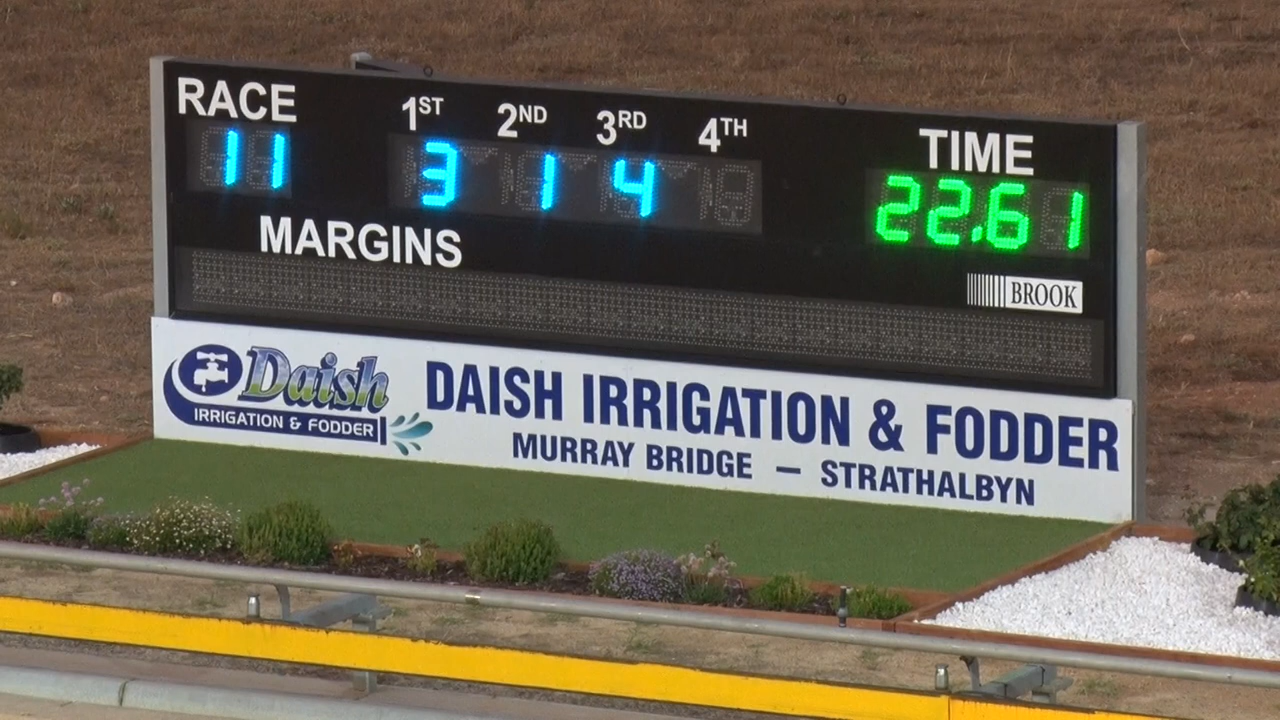 RACE 1ST 2ND 3RD 4TH TIME
11 3 1 4 22.61
MARGINS
BROOK
Daish
IRRIGATION & FODDER
DAISH IRRIGATION & FODDER
MURRAY BRIDGE — STRATHALBYN